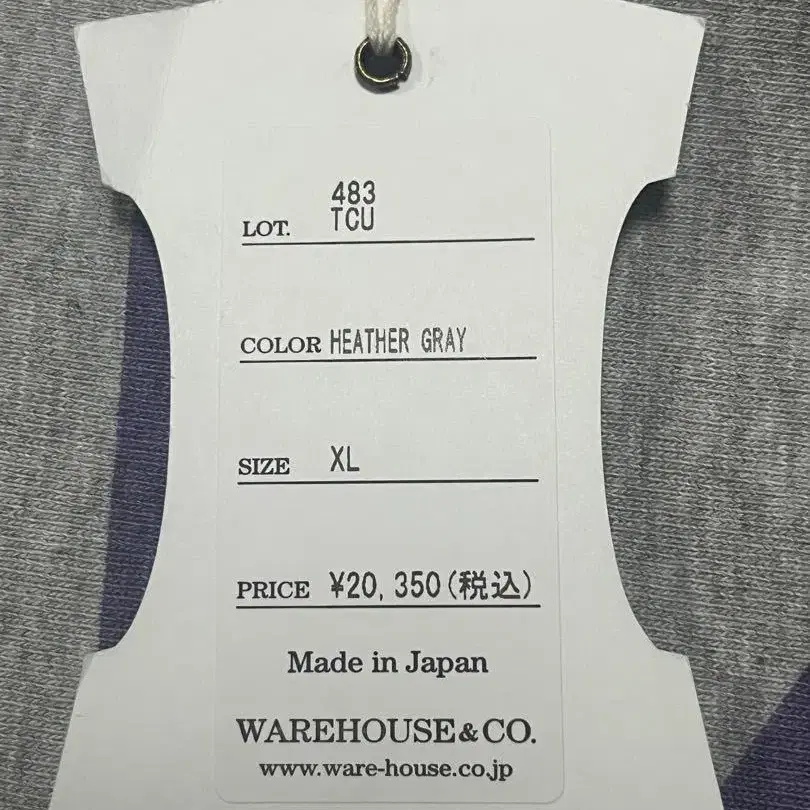 483
LOT. TCU
COLOR HEATHER GRAY
SIZE XL
PRICE ¥20,350(税込)
Made in Japan
WAREHOUSE&CO.
www.ware-house.co.jp